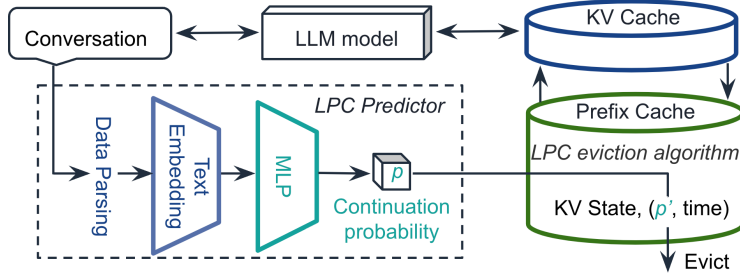 Conversation
LLM model
KV Cache
LPC Predictor
Prefix Cache
LPC eviction algorithm
Data Parsing
Text
Embedding
MLP
p
Continuation
probability
KV State, (p', time)
Evict